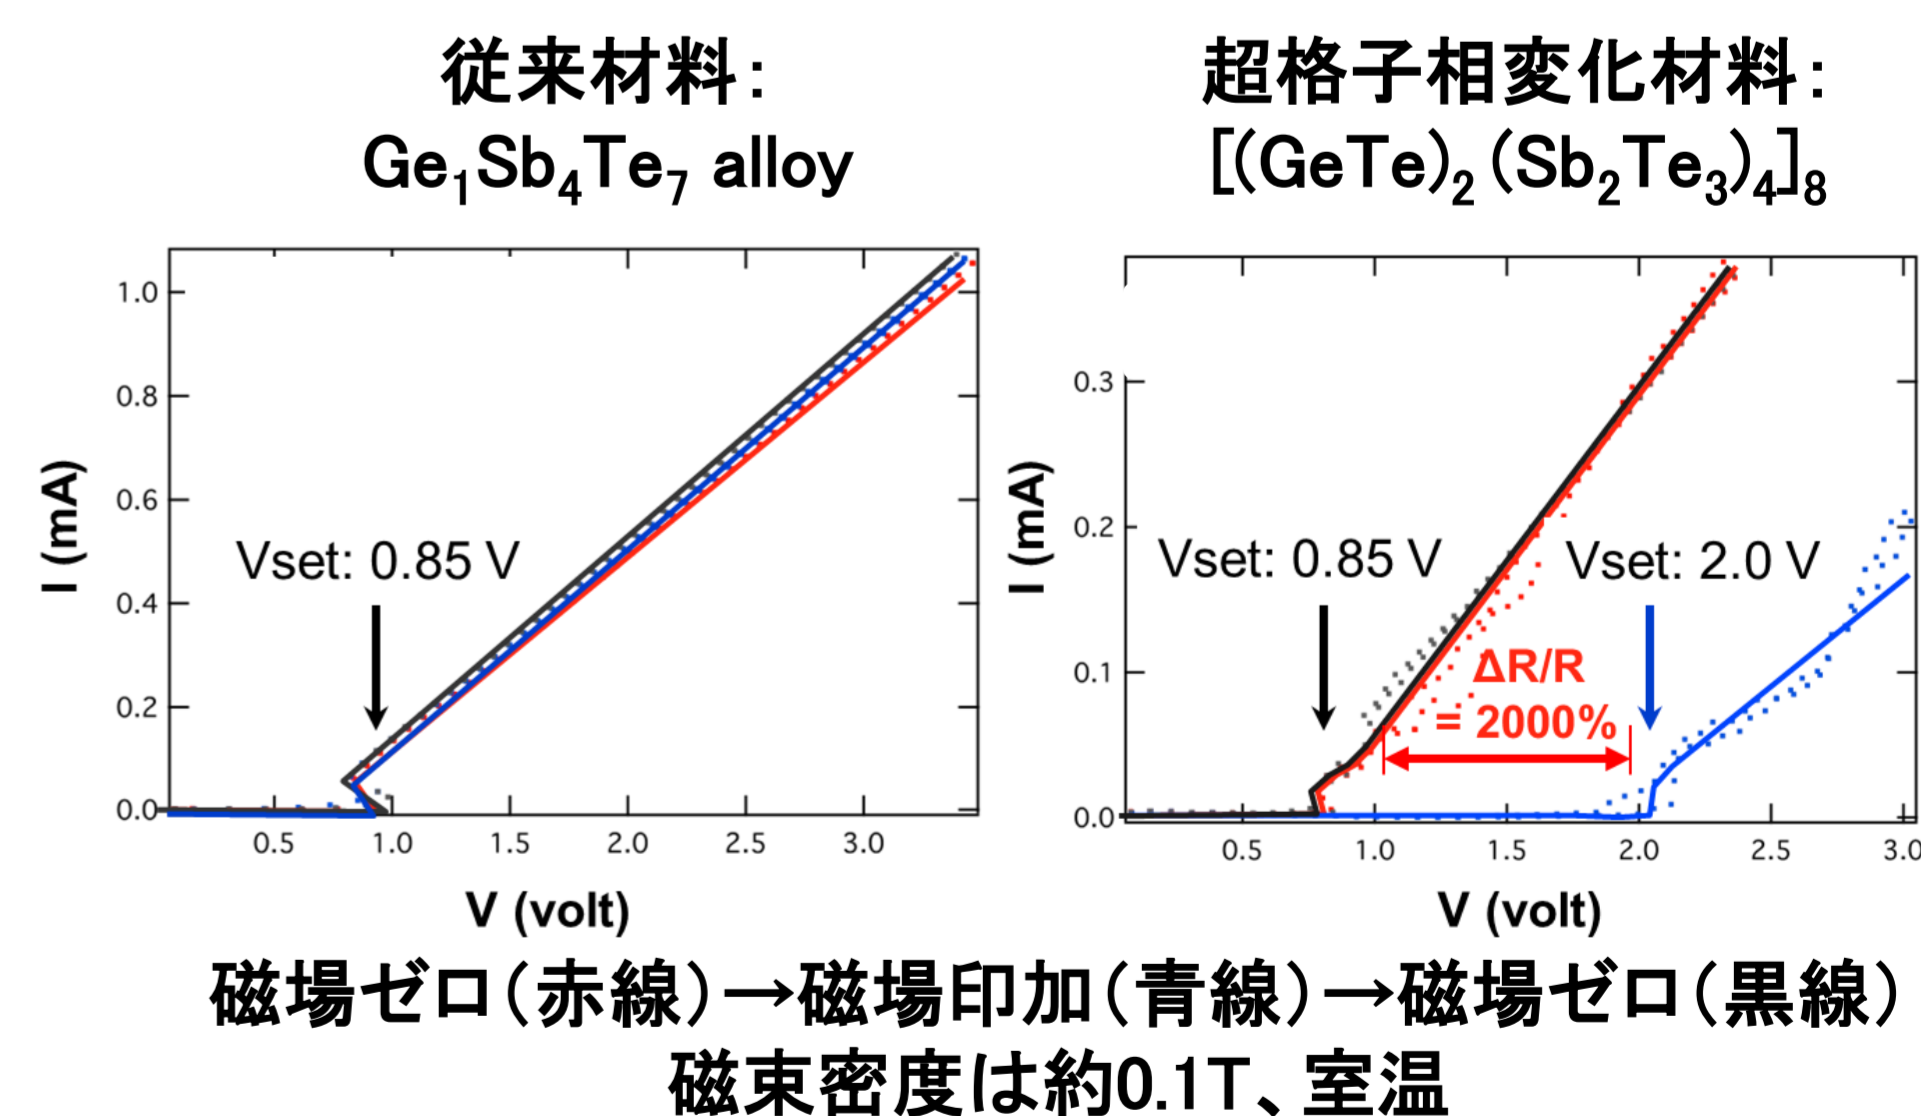 従来材料:
Ge1Sb4Te7 alloy
1.0
0.8
0.6
0.4
0.2
0.0
I (mA)
Vset: 0.85 V
0.5 1.0 1.5 2.0 2.5 3.0
V (volt)
超格子相変化材料:
[(GeTe)2(Sb2Te3)4]8
0.3
0.2
0.1
0.0
I (mA)
Vset: 0.85 V
Vset: 2.0 V
ΔR/R
= 2000%
0.5 1.0 1.5 2.0 2.5 3.0
V (volt)
磁場ゼロ(赤線)→磁場印加(青線)→磁場ゼロ(黒線)
磁束密度は約0.1T、室温